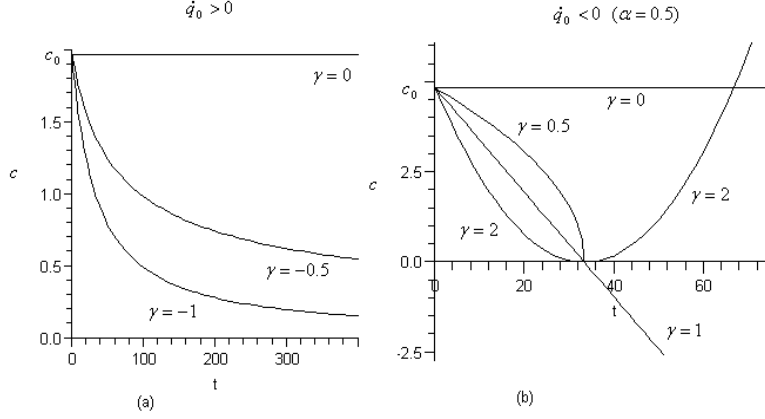 q̇₀ > 0
c₀
γ = 0
1.5
c
1.0
γ = −0.5
0.5
γ = −1
0.0
0 100 200 300
t
(a)
q̇₀ < 0 (α = 0.5)
c₀
γ = 0
γ = 0.5
2.5
c
γ = 2
γ = 2
0.0
0 20 40 60
t
γ = 1
-2.5
(b)